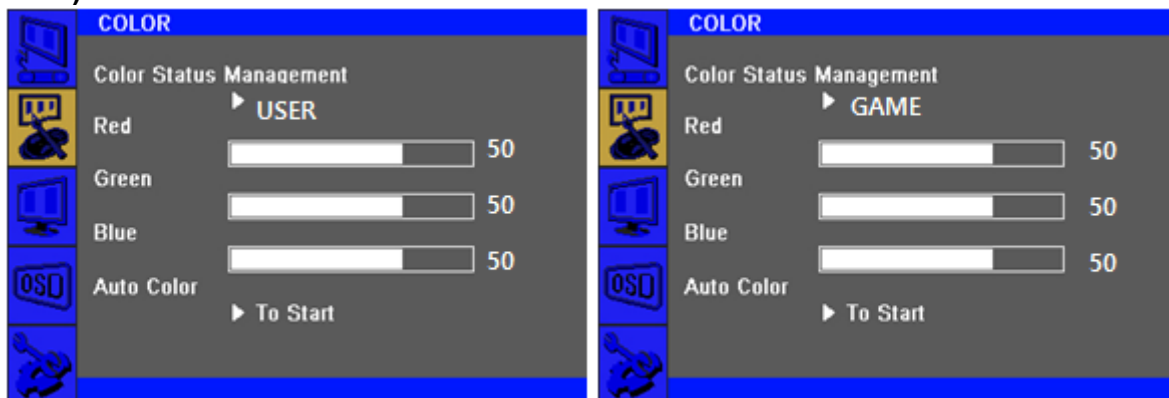 COLOR
Color Status Management
USER
Red
50
Green
50
Blue
50
Auto Color
To Start
OSD
COLOR
Color Status Management
GAME
Red
50
Green
50
Blue
50
Auto Color
To Start
OSD